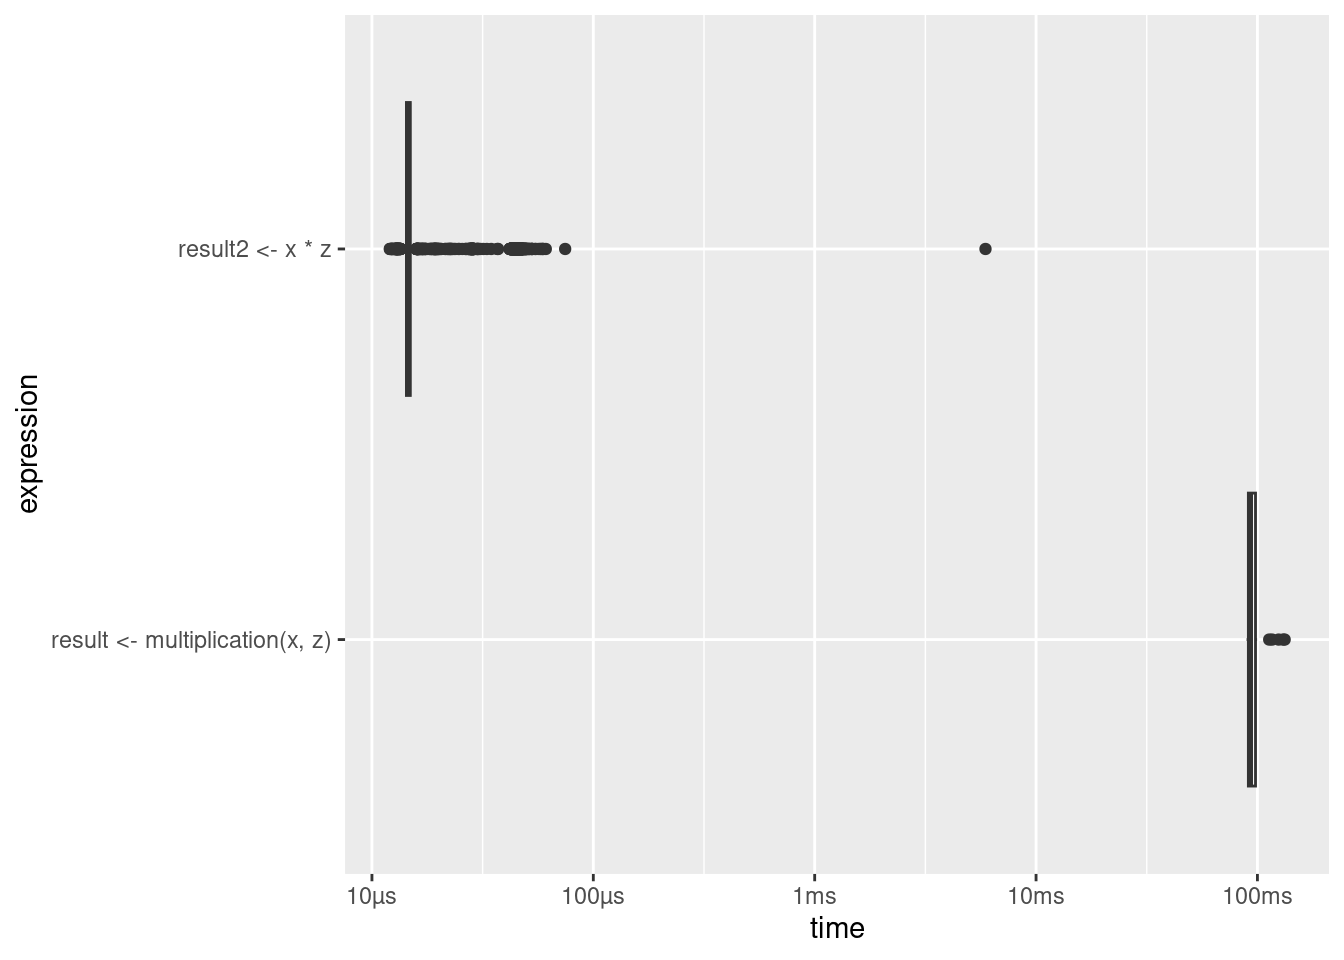 expression
result2 <- x * z
result <- multiplication(x, z)
10µs 100µs 1ms 10ms 100ms
time